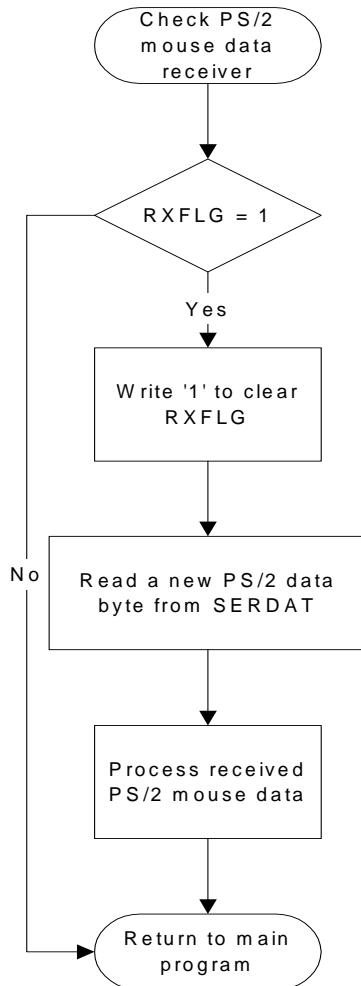 Check PS/2
mouse data
receiver
RXFLG = 1
Yes
Write '1' to clear
RXFLG
No
Read a new PS/2 data
byte from SERDAT
Process received
PS/2 mouse data
Return to main
program